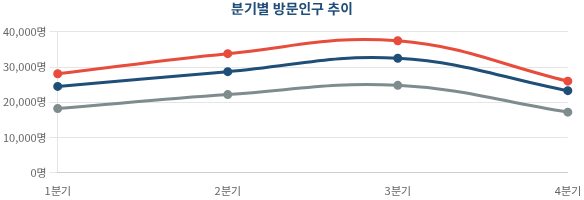 분기별 방문인구 추이
40,000명
30,000명
20,000명
10,000명
0명
1분기
2분기
3분기
4분기